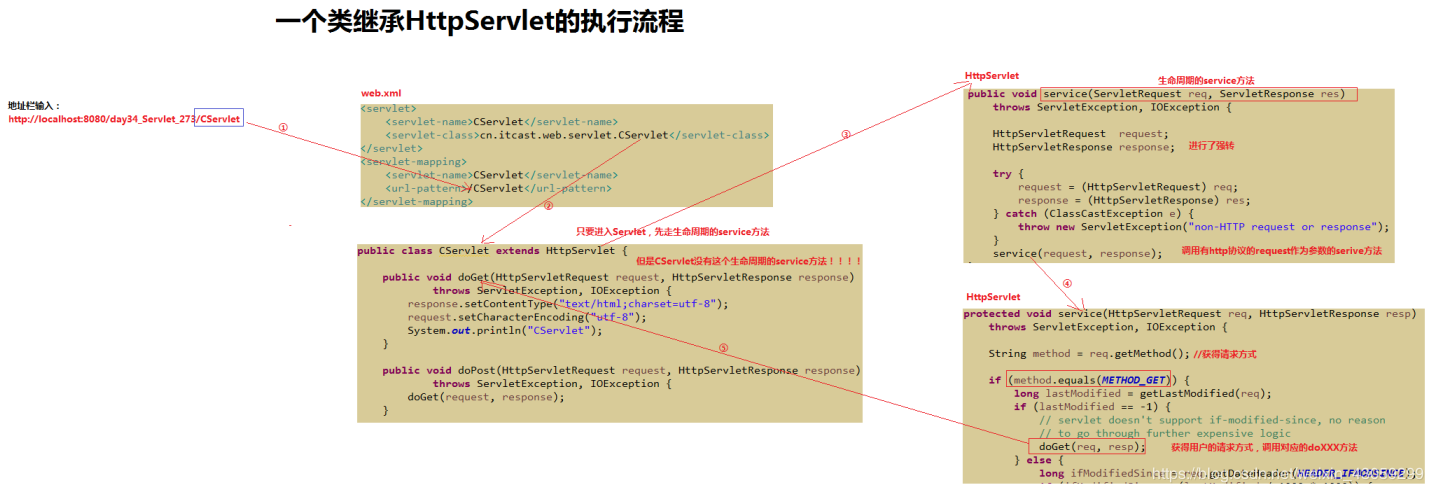 一个类继承HttpServlet的执行流程
地址栏输入：
http://localhost:8080/day34_Servlet_273/CServlet
①
web.xml
<servlet>
<servlet-name>CServlet</servlet-name>
<servlet-class>cn.itcast.web.servlet.CServlet</servlet-class>
</servlet>
<servlet-mapping>
<servlet-name>CServlet</servlet-name>
<url-pattern>/CServlet</url-pattern>
</servlet-mapping>
②
③
只要进入Servlet，先走生命周期的service方法
public class CServlet extends HttpServlet {
但是CServlet没有这个生命周期的service方法！！！！
public void doGet(HttpServletRequest request, HttpServletResponse response)
throws ServletException, IOException {
response.setContentType("text/html;charset=utf-8");
request.setCharacterEncoding("utf-8");
System.out.println("CServlet");
}
public void doPost(HttpServletRequest request, HttpServletResponse response)
throws ServletException, IOException {
doGet(request, response);
}
⑤
HttpServlet
生命周期的service方法
public void service(ServletRequest req, ServletResponse res)
throws ServletException, IOException {
HttpServletRequest request;
HttpServletResponse response; 进行了强转
try {
request = (HttpServletRequest) req;
response = (HttpServletResponse) res;
} catch (ClassCastException e) {
throw new ServletException("non-HTTP request or response");
}
service(request, response); 调用有http协议的request作为参数的serive方法
④
HttpServlet
protected void service(HttpServletRequest req, HttpServletResponse resp)
throws ServletException, IOException {
String method = req.getMethod(); //获得请求方式
if (method.equals(METHOD_GET)) {
long lastModified = getLastModified(req);
if (lastModified == -1) {
// servlet doesn't support if-modified-since, no reason
// to go through further expensive logic
doGet(req, resp); 获得用户的请求方式，调用对应的doXXX方法
} else {
long ifModifiedSince